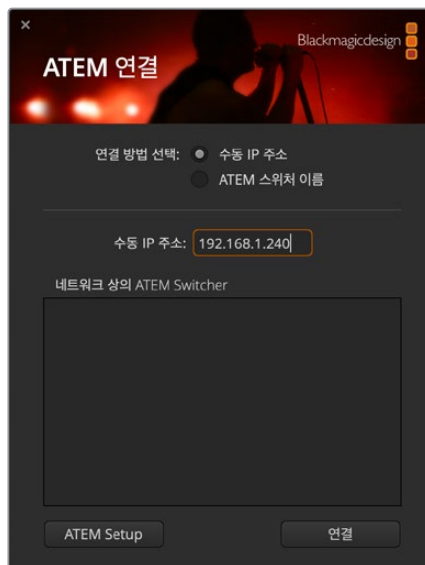 ×
Blackmagicdesign
ATEM 연결
연결 방법 선택: 수동 IP 주소
ATEM 스위처 이름
수동 IP 주소: 192.168.1.240
네트워크 상의 ATEM Switcher
ATEM Setup 연결